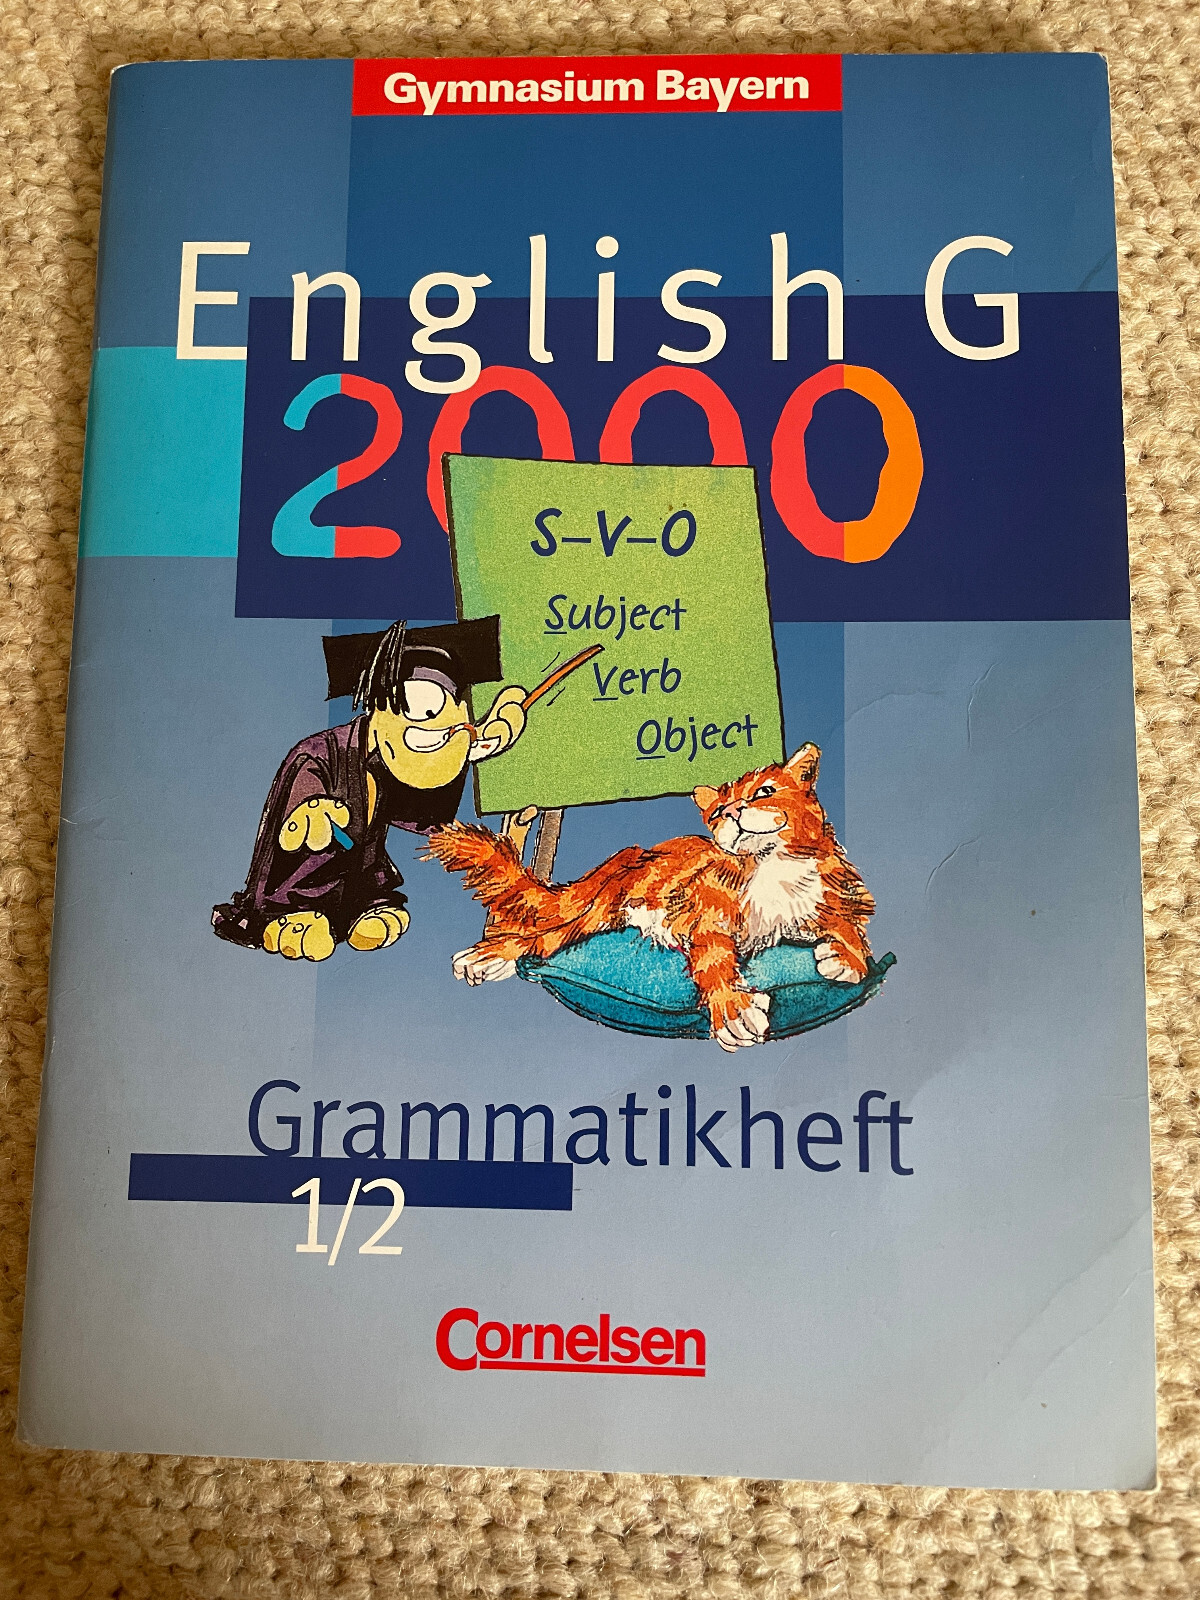 Gymnasium Bayern
English G
2000
S–V–O
Subject
Verb
Object
Grammatikheft
1/2
Cornelsen